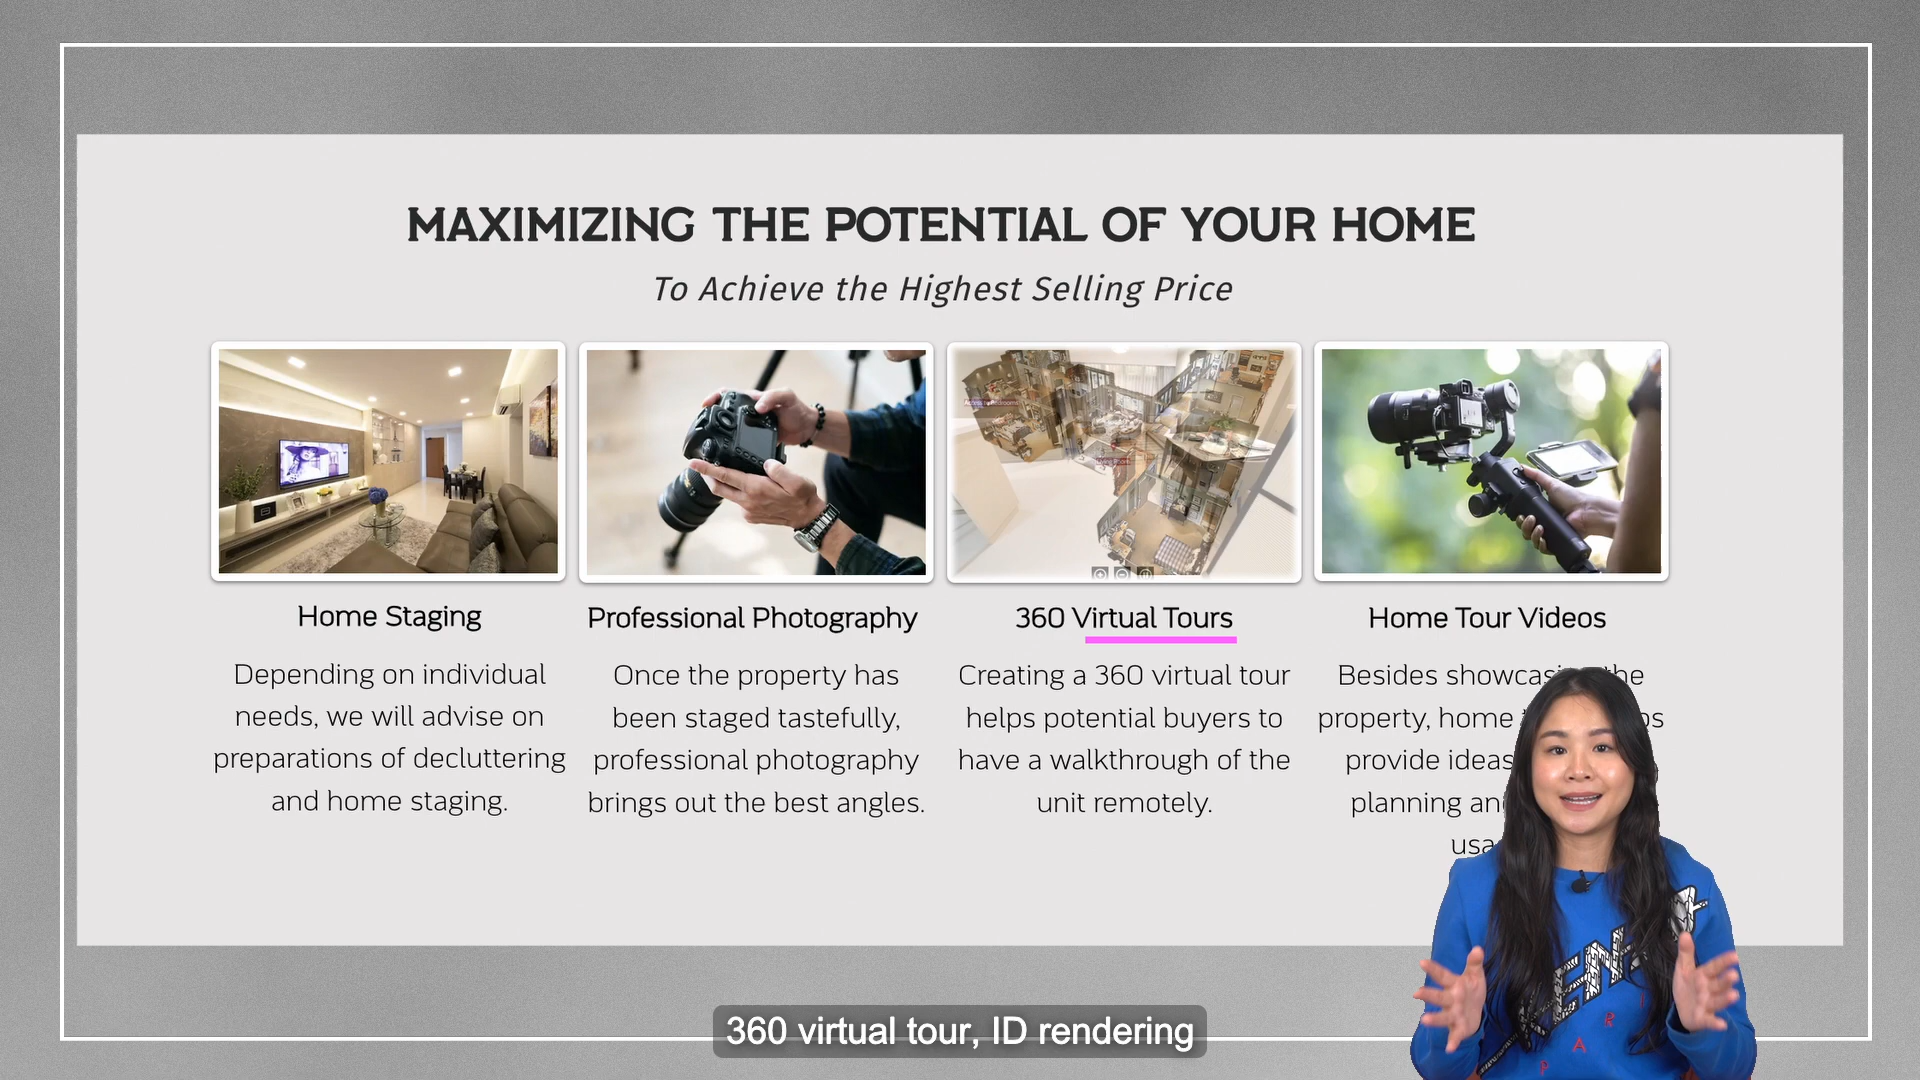 MAXIMIZING THE POTENTIAL OF YOUR HOME
To Achieve the Highest Selling Price
Home Staging
Depending on individual
needs, we will advise on
preparations of decluttering
and home staging.
Professional Photography
Once the property has
been staged tastefully,
professional photography
brings out the best angles.
360 Virtual Tours
Creating a 360 virtual tour
helps potential buyers to
have a walkthrough of the
unit remotely.
Home Tour Videos
Besides showcasing the
property, home
provide ideas
planning
360 virtual tour, ID rendering